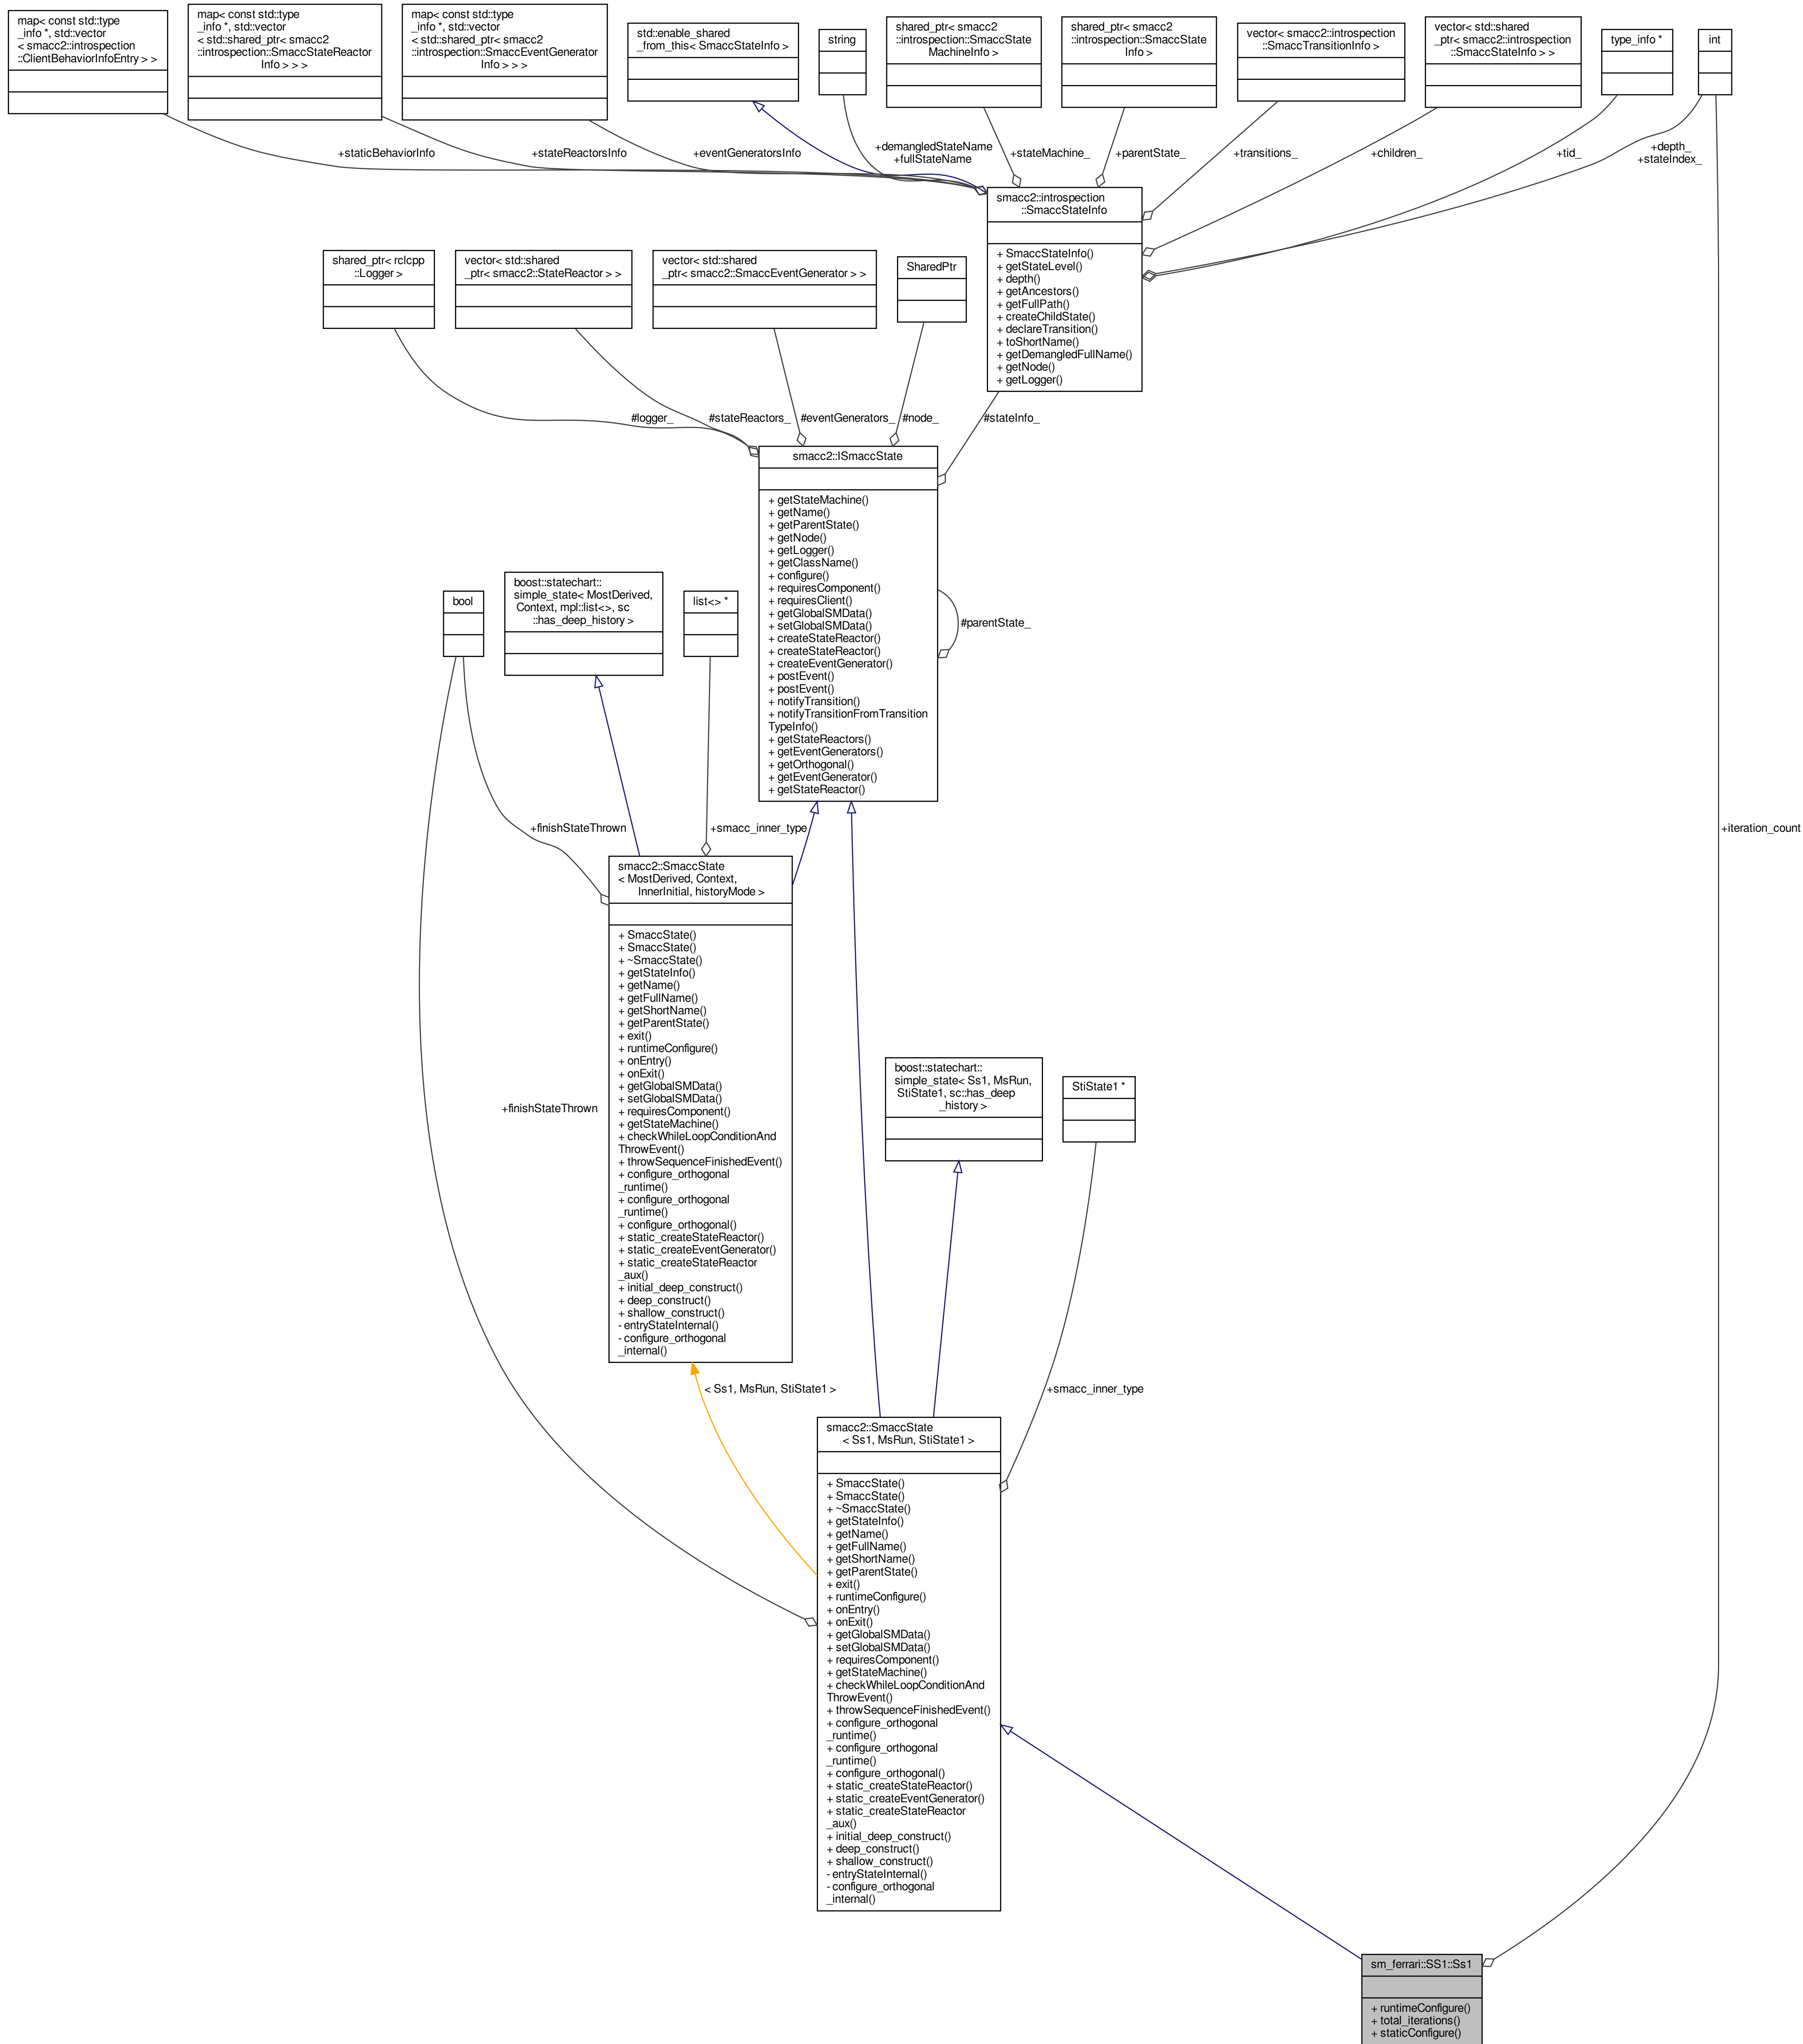 map< const std::type
_info *, std::vector
< smacc2::introspection
::ClientBehaviorInfoEntry > >
map< const std::type
_info *, std::vector
< std::shared_ptr< smacc2
::introspection::SmaccStateReactor
Info > > >
map< const std::type
_info *, std::vector
< std::shared_ptr< smacc2
::introspection::SmaccEventGenerator
Info > > >
std::enable_shared
_from_this< SmaccStateInfo >
string
shared_ptr< smacc2
::introspection::SmaccState
MachineInfo >
shared_ptr< smacc2
::introspection::SmaccState
Info >
vector< smacc2::introspection
::SmaccTransitionInfo >
vector< std::shared
_ptr< smacc2::introspection
::SmaccStateInfo > >
type_info *
int
+staticBehaviorInfo
+stateReactorsInfo
+eventGeneratorsInfo
+demangledStateName
+fullStateName
+stateMachine_
+parentState_
+transitions_
+children_
+tid_
+depth_
+stateIndex_
smacc2::introspection
::SmaccStateInfo
+ SmaccStateInfo()
+ getStateLevel()
+ depth()
+ getAncestors()
+ getFullPath()
+ createChildState()
+ declareTransition()
+ toShortName()
+ getDemangledFullName()
+ getNode()
+ getLogger()
shared_ptr< rclcpp
::Logger >
vector< std::shared
_ptr< smacc2::StateReactor > >
vector< std::shared
_ptr< smacc2::SmaccEventGenerator > >
SharedPtr
#logger_
#stateReactors_
#eventGenerators_
#node_
#stateInfo_
smacc2::ISmaccState
+ getStateMachine()
+ getName()
+ getParentState()
+ getNode()
+ getLogger()
+ getClassName()
+ configure()
+ requiresComponent()
+ requiresClient()
+ getGlobalSMData()
+ setGlobalSMData()
+ createStateReactor()
+ createStateReactor()
+ createEventGenerator()
+ postEvent()
+ postEvent()
+ notifyTransition()
+ notifyTransitionFromTransition
TypeInfo()
+ getStateReactors()
+ getEventGenerators()
+ getOrthogonal()
+ getEventGenerator()
+ getStateReactor()
#parentState_
bool
boost::statechart::
simple_state< MostDerived,
Context, mpl::list<>, sc
::has_deep_history >
list<> *
+finishStateThrown
+smacc_inner_type
+iteration_count
smacc2::SmaccState
< MostDerived, Context,
InnerInitial, historyMode >
+ SmaccState()
+ SmaccState()
+ ~SmaccState()
+ getStateInfo()
+ getName()
+ getFullName()
+ getShortName()
+ getParentState()
+ exit()
+ runtimeConfigure()
+ onEntry()
+ onExit()
+ getGlobalSMData()
+ setGlobalSMData()
+ requiresComponent()
+ getStateMachine()
+ checkWhileLoopConditionAnd
ThrowEvent()
+ throwSequenceFinishedEvent()
+ configure_orthogonal
_runtime()
+ configure_orthogonal
_runtime()
+ configure_orthogonal()
+ static_createStateReactor()
+ static_createEventGenerator()
+ static_createStateReactor
_aux()
+ initial_deep_construct()
+ deep_construct()
+ shallow_construct()
- entryStateInternal()
- configure_orthogonal
_internal()
+finishStateThrown
boost::statechart::
simple_state< Ss1, MsRun,
StiState1, sc::has_deep
_history >
StiState1 *
< Ss1, MsRun, StiState1 >
+smacc_inner_type
smacc2::SmaccState
< Ss1, MsRun, StiState1 >
+ SmaccState()
+ SmaccState()
+ ~SmaccState()
+ getStateInfo()
+ getName()
+ getFullName()
+ getShortName()
+ getParentState()
+ exit()
+ runtimeConfigure()
+ onEntry()
+ onExit()
+ getGlobalSMData()
+ setGlobalSMData()
+ requiresComponent()
+ getStateMachine()
+ checkWhileLoopConditionAnd
ThrowEvent()
+ throwSequenceFinishedEvent()
+ configure_orthogonal
_runtime()
+ configure_orthogonal
_runtime()
+ configure_orthogonal()
+ static_createStateReactor()
+ static_createEventGenerator()
+ static_createStateReactor
_aux()
+ initial_deep_construct()
+ deep_construct()
+ shallow_construct()
- entryStateInternal()
- configure_orthogonal
_internal()
sm_ferrari::SS1::Ss1
+ runtimeConfigure()
+ total_iterations()
+ staticConfigure()